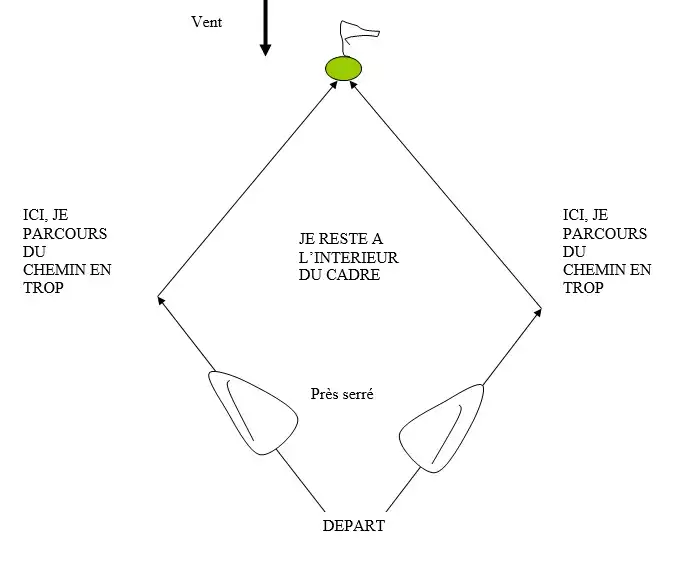 Vent
ICI, JE
PARCOURS
DU
CHEMIN EN
TROP
JE RESTE A
L'INTERIEUR
DU CADRE
ICI, JE
PARCOURS
DU
CHEMIN EN
TROP
Près serré
DEPART